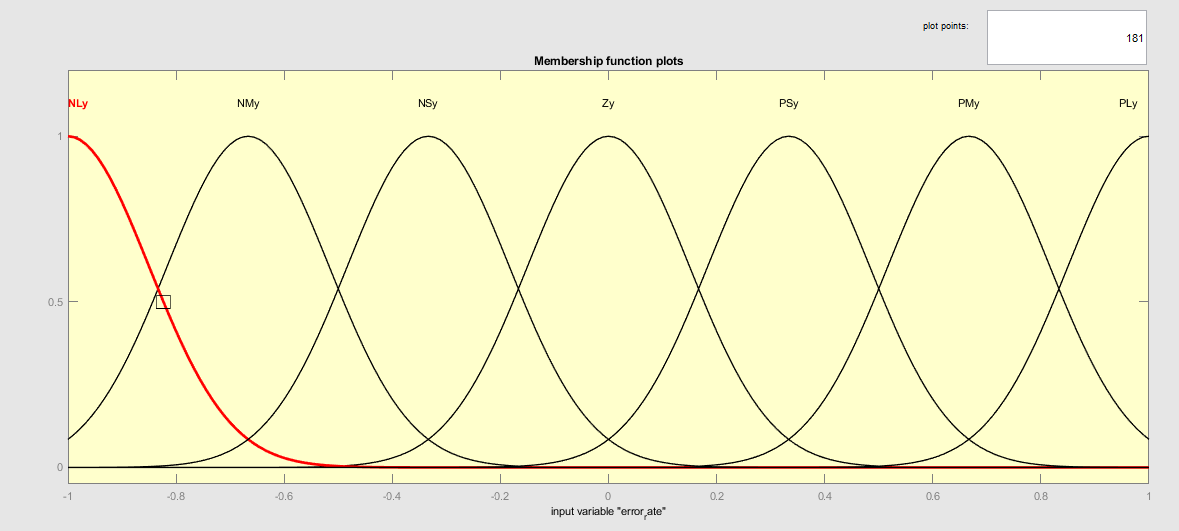 plot points:
181
Membership function plots
NLy NMy NSy Zy PSy PMy PLy
1
0.5
0
-1 -0.8 -0.6 -0.4 -0.2 0 0.2 0.4 0.6 0.8 1
input variable "error_rate"